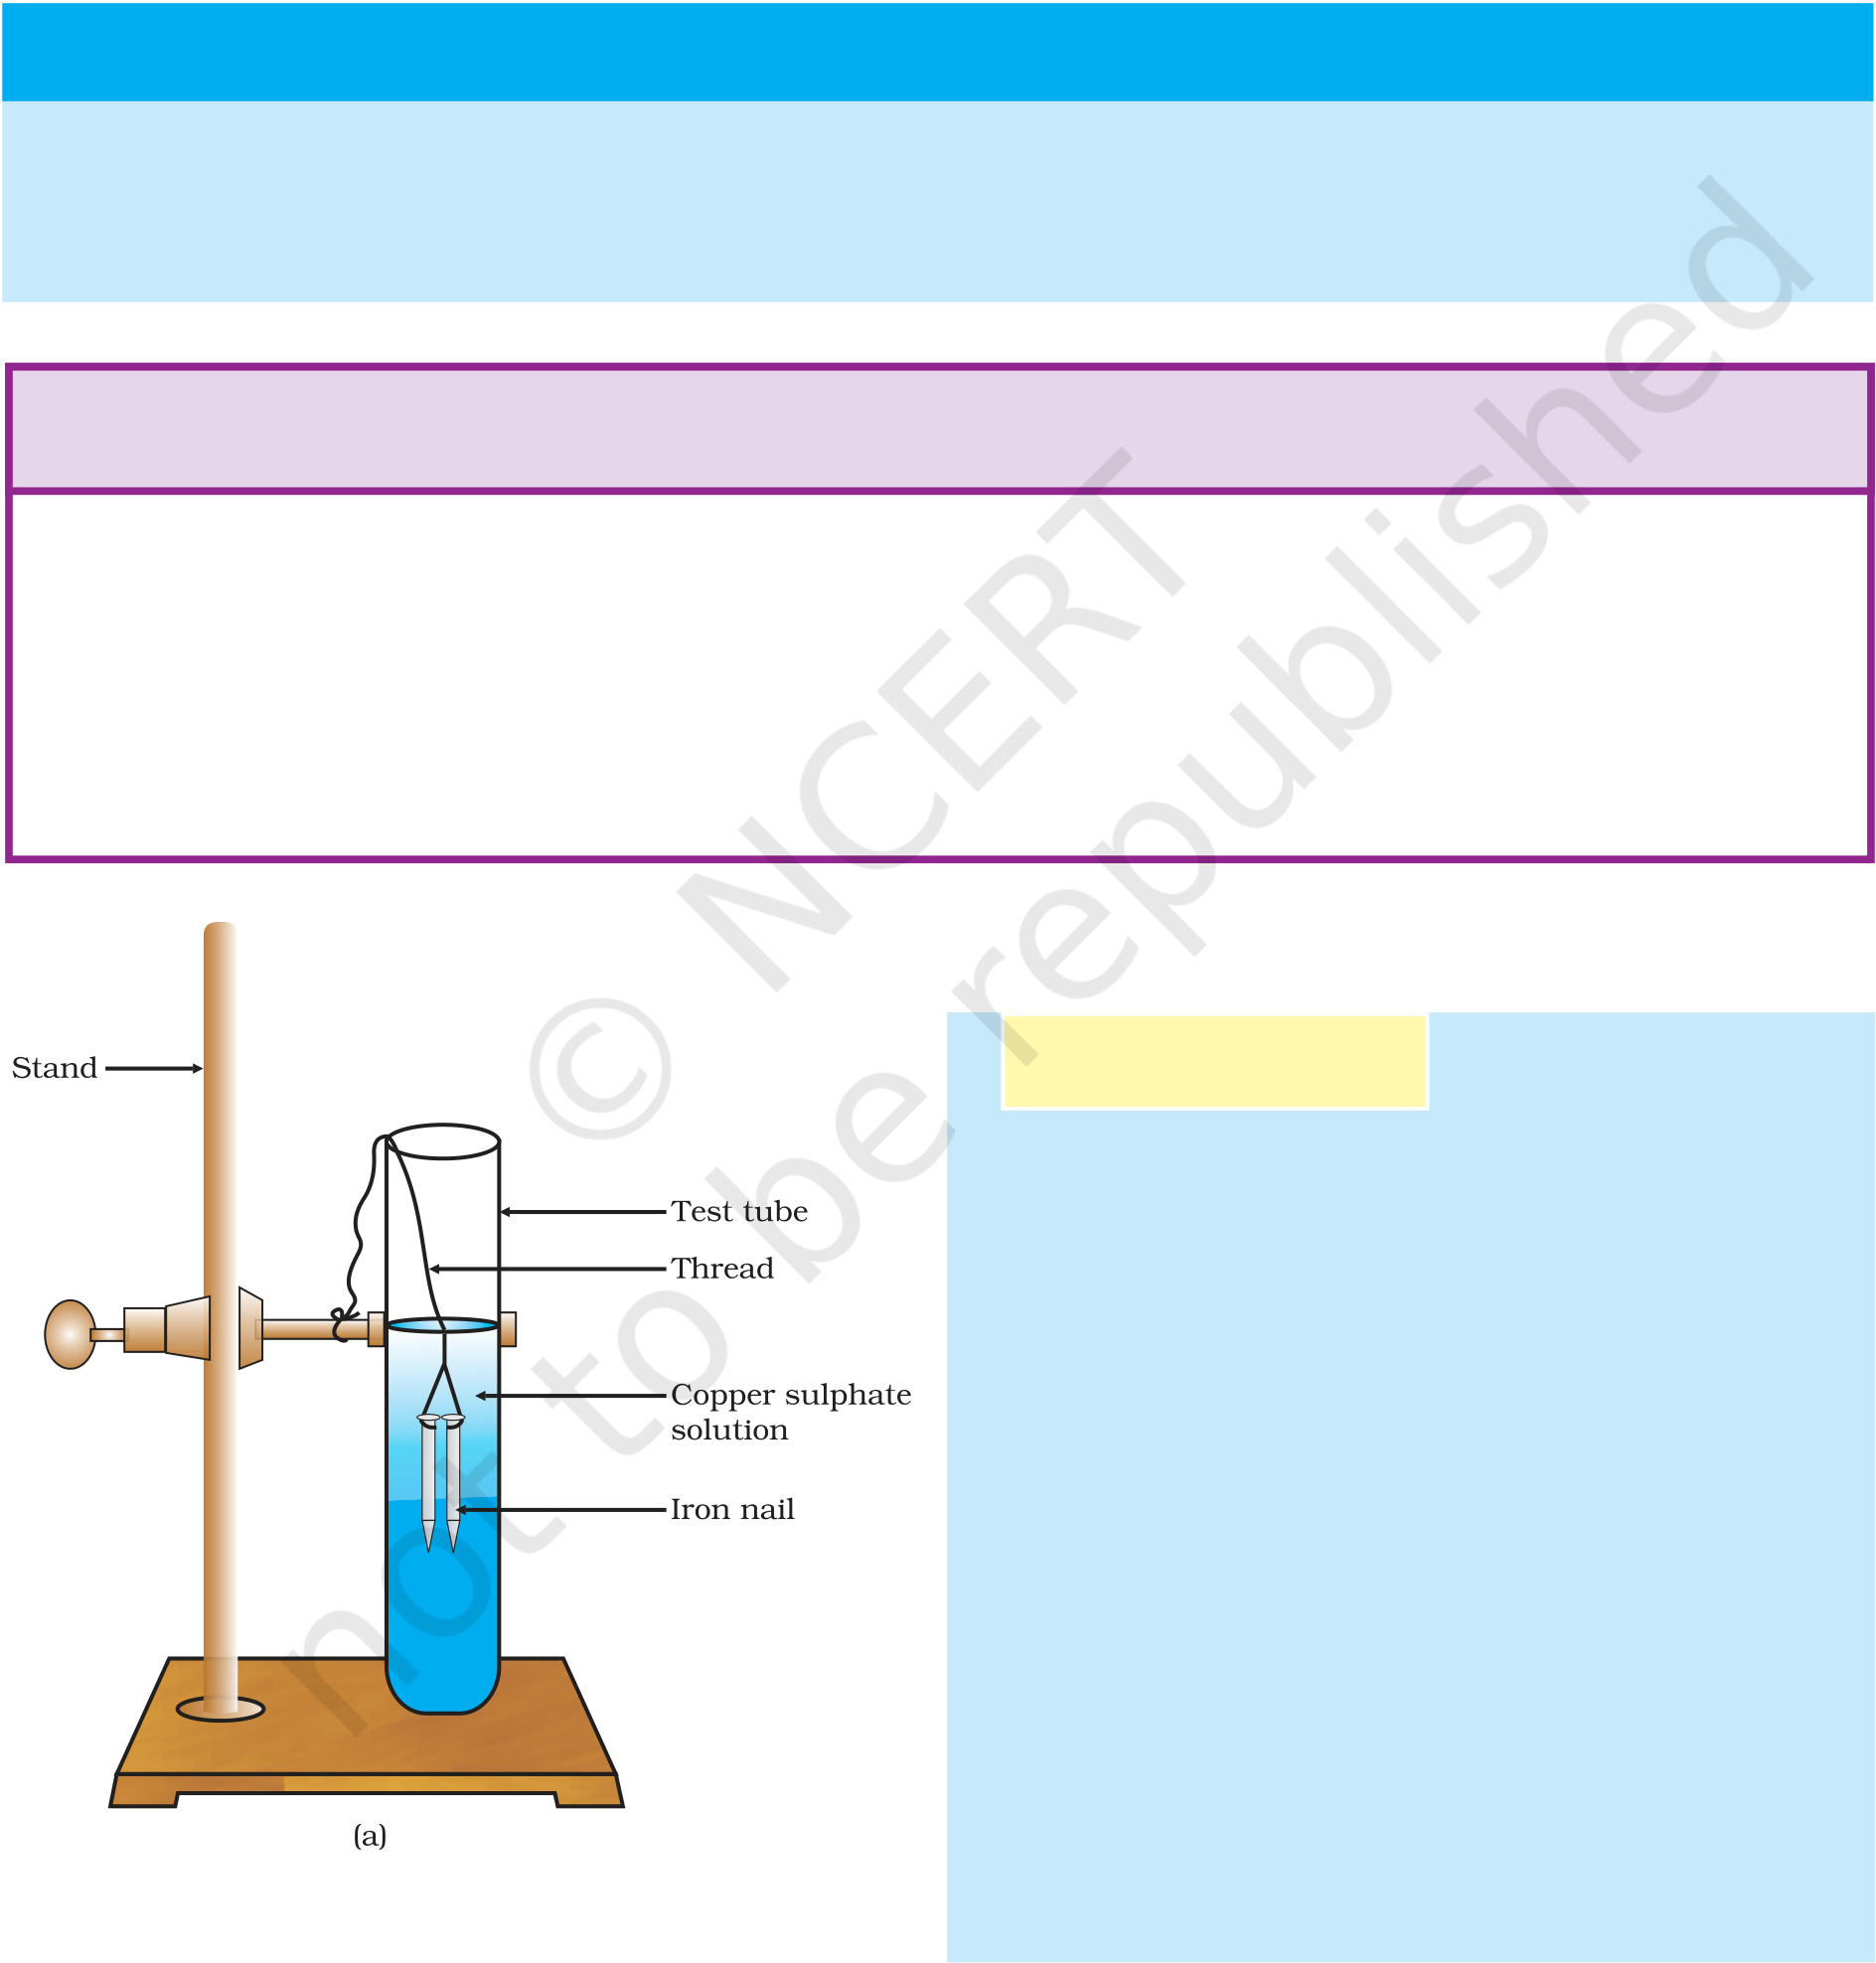 © NCERT
not to be republished
Stand
Test tube
Thread
Copper sulphate
solution
Iron nail
(a)